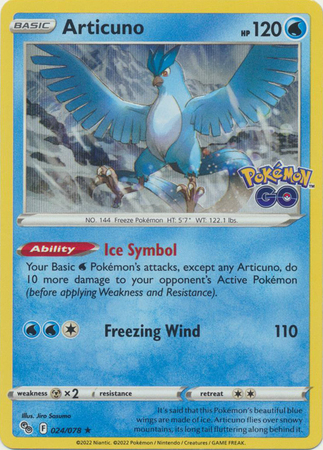 BASIC
Articuno
HP 120
Pokémon
GO
NO. 144 Freeze Pokémon HT: 5'7" WT: 122.1 lbs.
Ability Ice Symbol
Your Basic Pokémon's attacks, except any Articuno, do
10 more damage to your opponent's Active Pokémon
(before applying Weakness and Resistance).
Freezing Wind 110
weakness ×2 resistance retreat
Illus. Jiro Sasumo
F 024/078 ★
It's said that this Pokémon's beautiful blue
wings are made of ice. Articuno flies over snowy
mountains, its long tail fluttering along behind it.
©2022 Niantic. ©2022 Pokémon / Nintendo / Creatures / GAME FREAK.